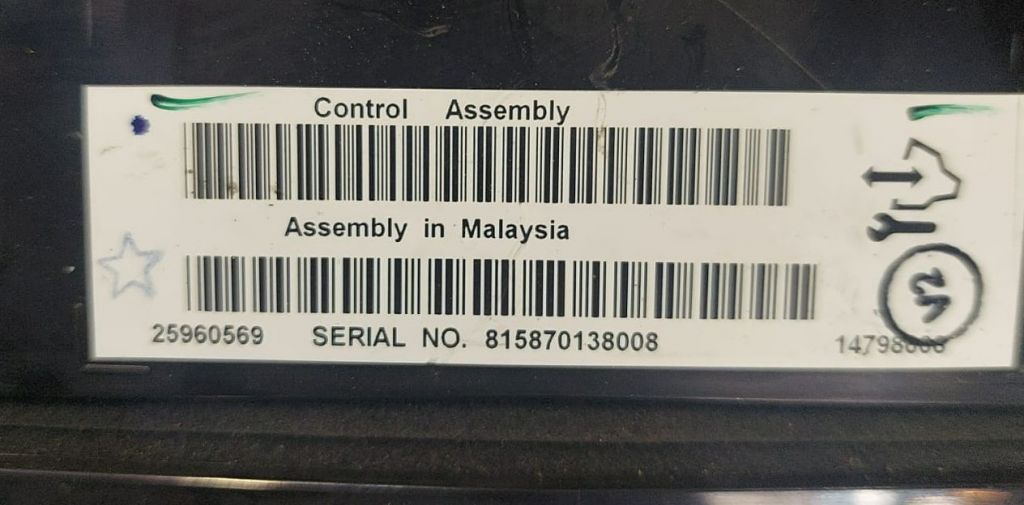 Control Assembly
Assembly in Malaysia
25960569 SERIAL NO. 815870138008